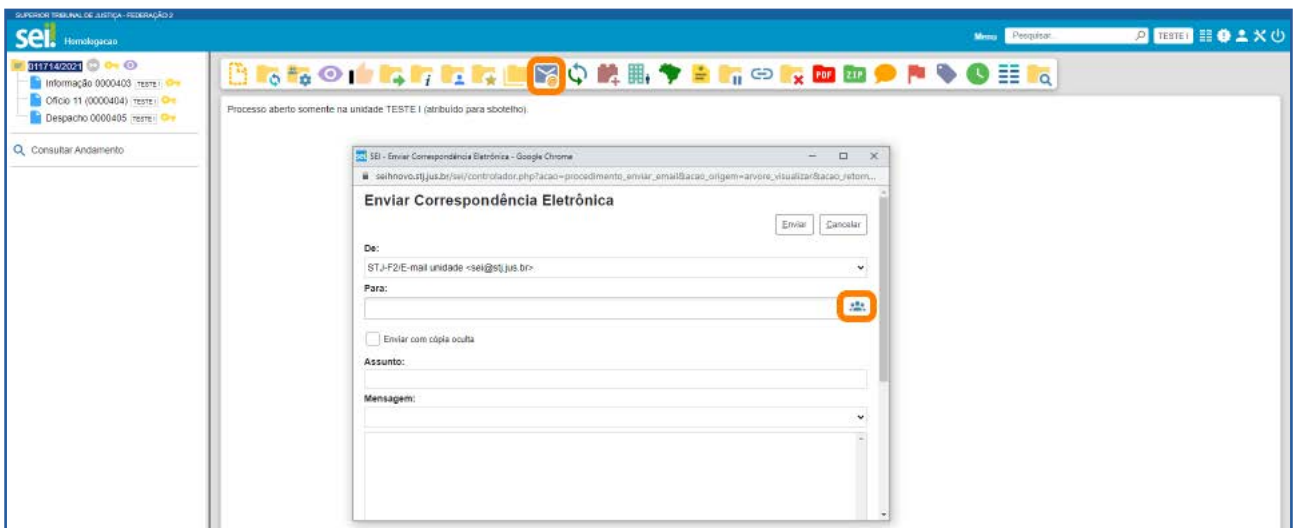 SUPERIOR TRIBUNAL DE JUSTIÇA - FEDERAÇÃO 2
sei. Homologacao
Menu Pesquisar... TESTE I
011714/2021
Informação 0000403 TESTE I
Ofício 11 (0000404) TESTE I
Despacho 0000405 TESTE I
Consultar Andamento
PDF ZIP
Processo aberto somente na unidade TESTE I (atribuído para sbotelho).
sei SEI - Enviar Correspondência Eletrônica - Google Chrome
seihnovo.stj.jus.br/sei/controlador.php?acao=procedimento_enviar_email&acao_origem=arvore_visualizar&acao_retorn...
Enviar Correspondência Eletrônica
Enviar Cancelar
De:
STJ-F2/E-mail unidade <sei@stj.jus.br>
Para:
Enviar com cópia oculta
Assunto:
Mensagem: